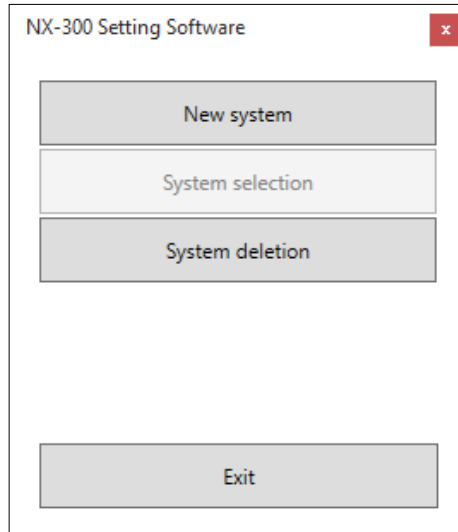 NX-300 Setting Software
x
New system
System selection
System deletion
Exit